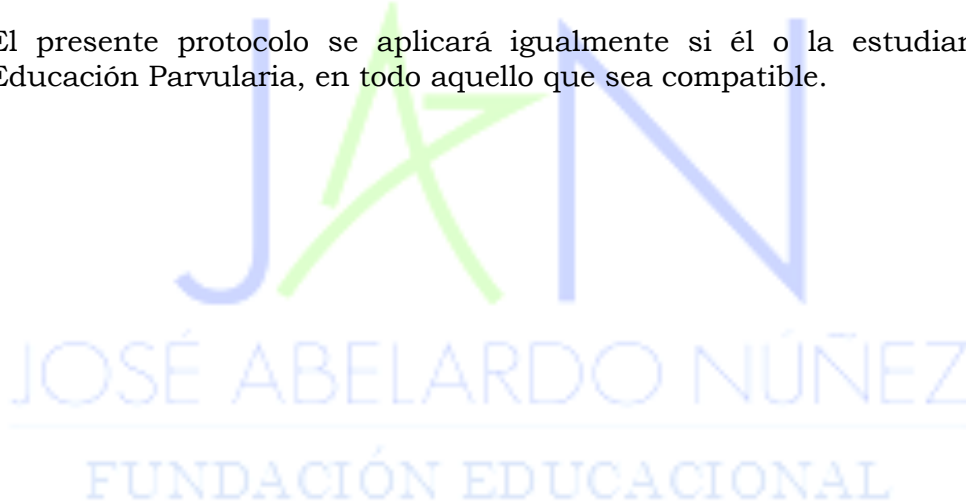 El presente protocolo se aplicará igualmente si él o la
Educación Parvularia, en todo aquello que sea compatible.
JAN
JOSÉ ABELARDO NÚÑEZ
FUNDACIÓN EDUCACIONAL